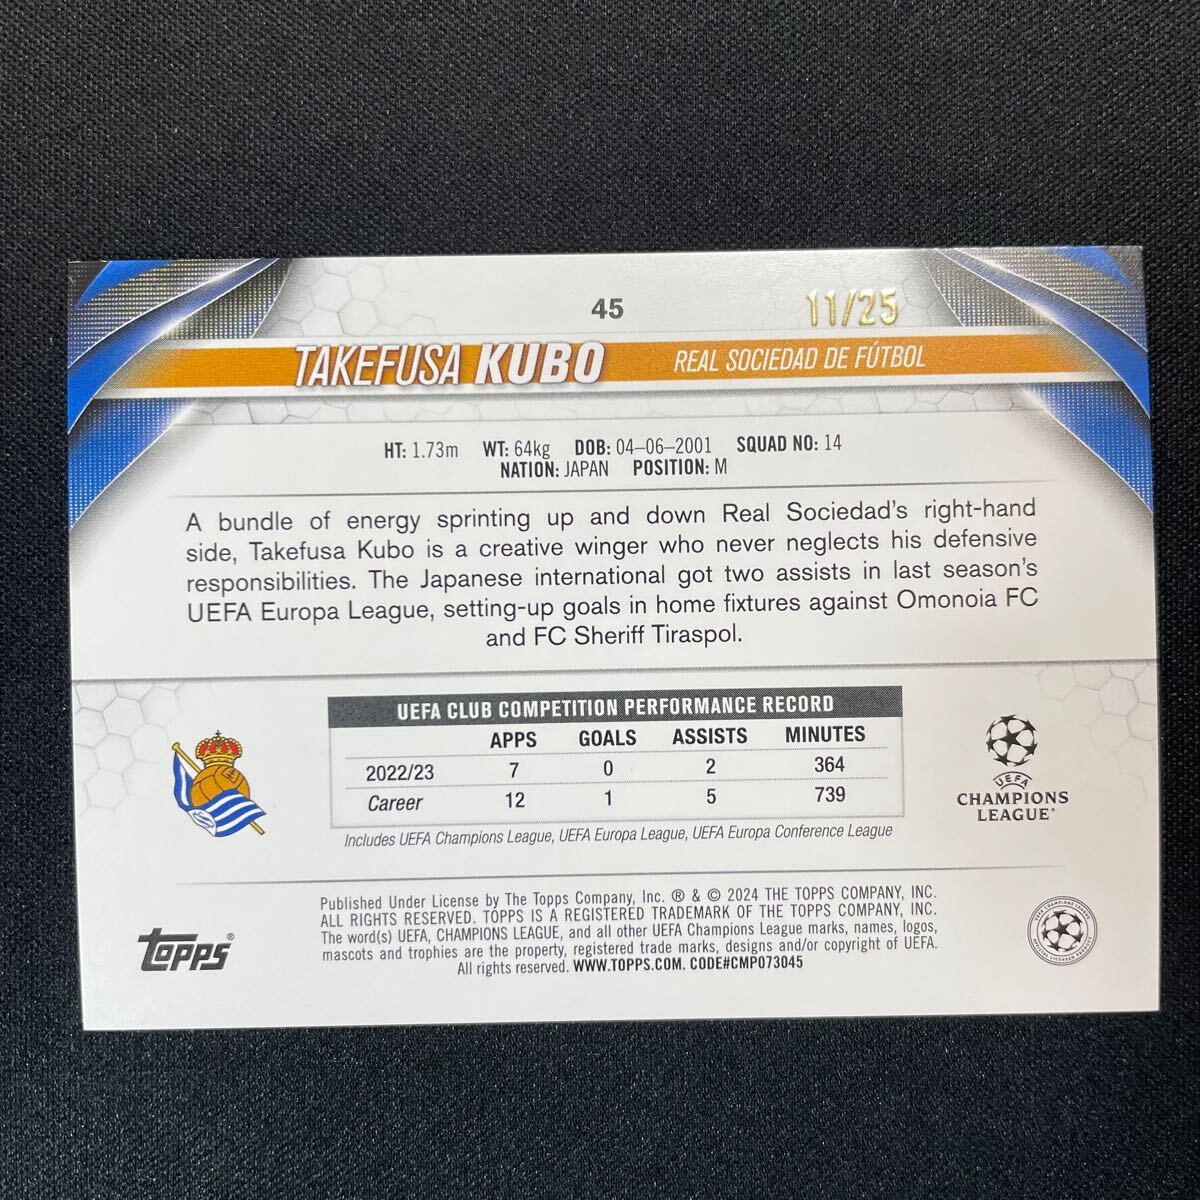 45
11/25
TAKEFUSA KUBO
REAL SOCIEDAD DE FÚTBOL
HT: 1.73m WT: 64kg DOB: 04-06-2001 SQUAD NO: 14
NATION: JAPAN POSITION: M
A bundle of energy sprinting up and down Real Sociedad's right-hand
side, Takefusa Kubo is a creative winger who never neglects his defensive
responsibilities. The Japanese international got two assists in last season's
UEFA Europa League, setting-up goals in home fixtures against Omonoia FC
and FC Sheriff Tiraspol.
UEFA CLUB COMPETITION PERFORMANCE RECORD
APPS GOALS ASSISTS MINUTES
2022/23 7 0 2 364
Career 12 1 5 739
Includes UEFA Champions League, UEFA Europa League, UEFA Europa Conference League
UEFA
CHAMPIONS
LEAGUE®
Published Under License by The Topps Company, Inc. ® & © 2024 THE TOPPS COMPANY, INC.
ALL RIGHTS RESERVED. TOPPS IS A REGISTERED TRADEMARK OF THE TOPPS COMPANY, INC.
The word(s) UEFA, CHAMPIONS LEAGUE, and all other UEFA Champions League marks, names, logos,
mascots and trophies are the property, registered trade marks, designs and/or copyright of UEFA.
All rights reserved. WWW.TOPPS.COM. CODE#CMP073045
topps®
UEFA CHAMPIONS LEAGUE
OFFICIAL LICENSED PRODUCT